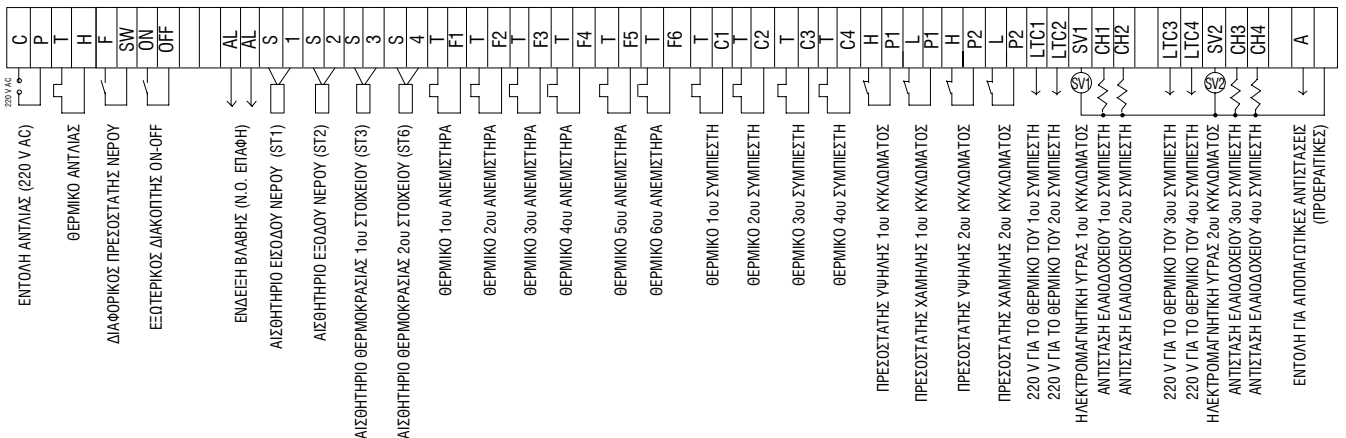 C P T H F SW ON OFF AL AL S 1 S 2 S 3 S 4 T F1 T F2 T F3 T F4 T F5 T F6 T C1 T C2 T C3 T C4 H P1 L P1 H P2 L P2 LTC1 LTC2 SV1 CH1 CH2 LTC3 LTC4 SV2 CH3 CH4 A
220 V AC
SV1
SV2
ΕΝΤΟΛΗ ΑΝΤΛΙΑΣ (220 V AC)
ΘΕΡΜΙΚΟ ΑΝΤΛΙΑΣ
ΔΙΑΦΟΡΙΚΟΣ ΠΡΕΣΟΣΤΑΤΗΣ ΝΕΡΟΥ
ΕΞΩΤΕΡΙΚΟΣ ΔΙΑΚΟΠΤΗΣ ON-OFF
ΕΝΔΕΙΞΗ ΒΛΑΒΗΣ (Ν.Ο. ΕΠΑΦΗ)
ΑΙΣΘΗΤΗΡΙΟ ΕΙΣΟΔΟΥ ΝΕΡΟΥ (ST1)
ΑΙΣΘΗΤΗΡΙΟ ΕΞΟΔΟΥ ΝΕΡΟΥ (ST2)
ΑΙΣΘΗΤΗΡΙΟ ΘΕΡΜΟΚΡΑΣΙΑΣ 1ου ΣΤΟΙΧΕΙΟΥ (ST3)
ΑΙΣΘΗΤΗΡΙΟ ΘΕΡΜΟΚΡΑΣΙΑΣ 2ου ΣΤΟΙΧΕΙΟΥ (ST6)
ΘΕΡΜΙΚΟ 1ου ΑΝΕΜΙΣΤΗΡΑ
ΘΕΡΜΙΚΟ 2ου ΑΝΕΜΙΣΤΗΡΑ
ΘΕΡΜΙΚΟ 3ου ΑΝΕΜΙΣΤΗΡΑ
ΘΕΡΜΙΚΟ 4ου ΑΝΕΜΙΣΤΗΡΑ
ΘΕΡΜΙΚΟ 5ου ΑΝΕΜΙΣΤΗΡΑ
ΘΕΡΜΙΚΟ 6ου ΑΝΕΜΙΣΤΗΡΑ
ΘΕΡΜΙΚΟ 1ου ΣΥΜΠΙΕΣΤΗ
ΘΕΡΜΙΚΟ 2ου ΣΥΜΠΙΕΣΤΗ
ΘΕΡΜΙΚΟ 3ου ΣΥΜΠΙΕΣΤΗ
ΘΕΡΜΙΚΟ 4ου ΣΥΜΠΙΕΣΤΗ
ΠΡΕΣΟΣΤΑΤΗΣ ΥΨΗΛΗΣ 1ου ΚΥΚΛΩΜΑΤΟΣ
ΠΡΕΣΟΣΤΑΤΗΣ ΧΑΜΗΛΗΣ 1ου ΚΥΚΛΩΜΑΤΟΣ
ΠΡΕΣΟΣΤΑΤΗΣ ΥΨΗΛΗΣ 2ου ΚΥΚΛΩΜΑΤΟΣ
ΠΡΕΣΟΣΤΑΤΗΣ ΧΑΜΗΛΗΣ 2ου ΚΥΚΛΩΜΑΤΟΣ
220 V ΓΙΑ ΤΟ ΘΕΡΜΙΚΟ ΤΟΥ 1ου ΣΥΜΠΙΕΣΤΗ
220 V ΓΙΑ ΤΟ ΘΕΡΜΙΚΟ ΤΟΥ 2ου ΣΥΜΠΙΕΣΤΗ
ΗΛΕΚΤΡΟΜΑΓΝΗΤΙΚΗ ΥΓΡΑΣ 1ου ΚΥΚΛΩΜΑΤΟΣ
ΑΝΤΙΣΤΑΣΗ ΕΛΑΙΟΔΟΧΕΙΟΥ 1ου ΣΥΜΠΙΕΣΤΗ
ΑΝΤΙΣΤΑΣΗ ΕΛΑΙΟΔΟΧΕΙΟΥ 2ου ΣΥΜΠΙΕΣΤΗ
220 V ΓΙΑ ΤΟ ΘΕΡΜΙΚΟ ΤΟΥ 3ου ΣΥΜΠΙΕΣΤΗ
220 V ΓΙΑ ΤΟ ΘΕΡΜΙΚΟ ΤΟΥ 4ου ΣΥΜΠΙΕΣΤΗ
ΗΛΕΚΤΡΟΜΑΓΝΗΤΙΚΗ ΥΓΡΑΣ 2ου ΚΥΚΛΩΜΑΤΟΣ
ΑΝΤΙΣΤΑΣΗ ΕΛΑΙΟΔΟΧΕΙΟΥ 3ου ΣΥΜΠΙΕΣΤΗ
ΑΝΤΙΣΤΑΣΗ ΕΛΑΙΟΔΟΧΕΙΟΥ 4ου ΣΥΜΠΙΕΣΤΗ
ΕΝΤΟΛΗ ΓΙΑ ΑΠΟΠΑΓΩΤΙΚΕΣ ΑΝΤΙΣΤΑΣΕΙΣ
(ΠΡΟΕΡΑΙΤΙΚΕΣ)